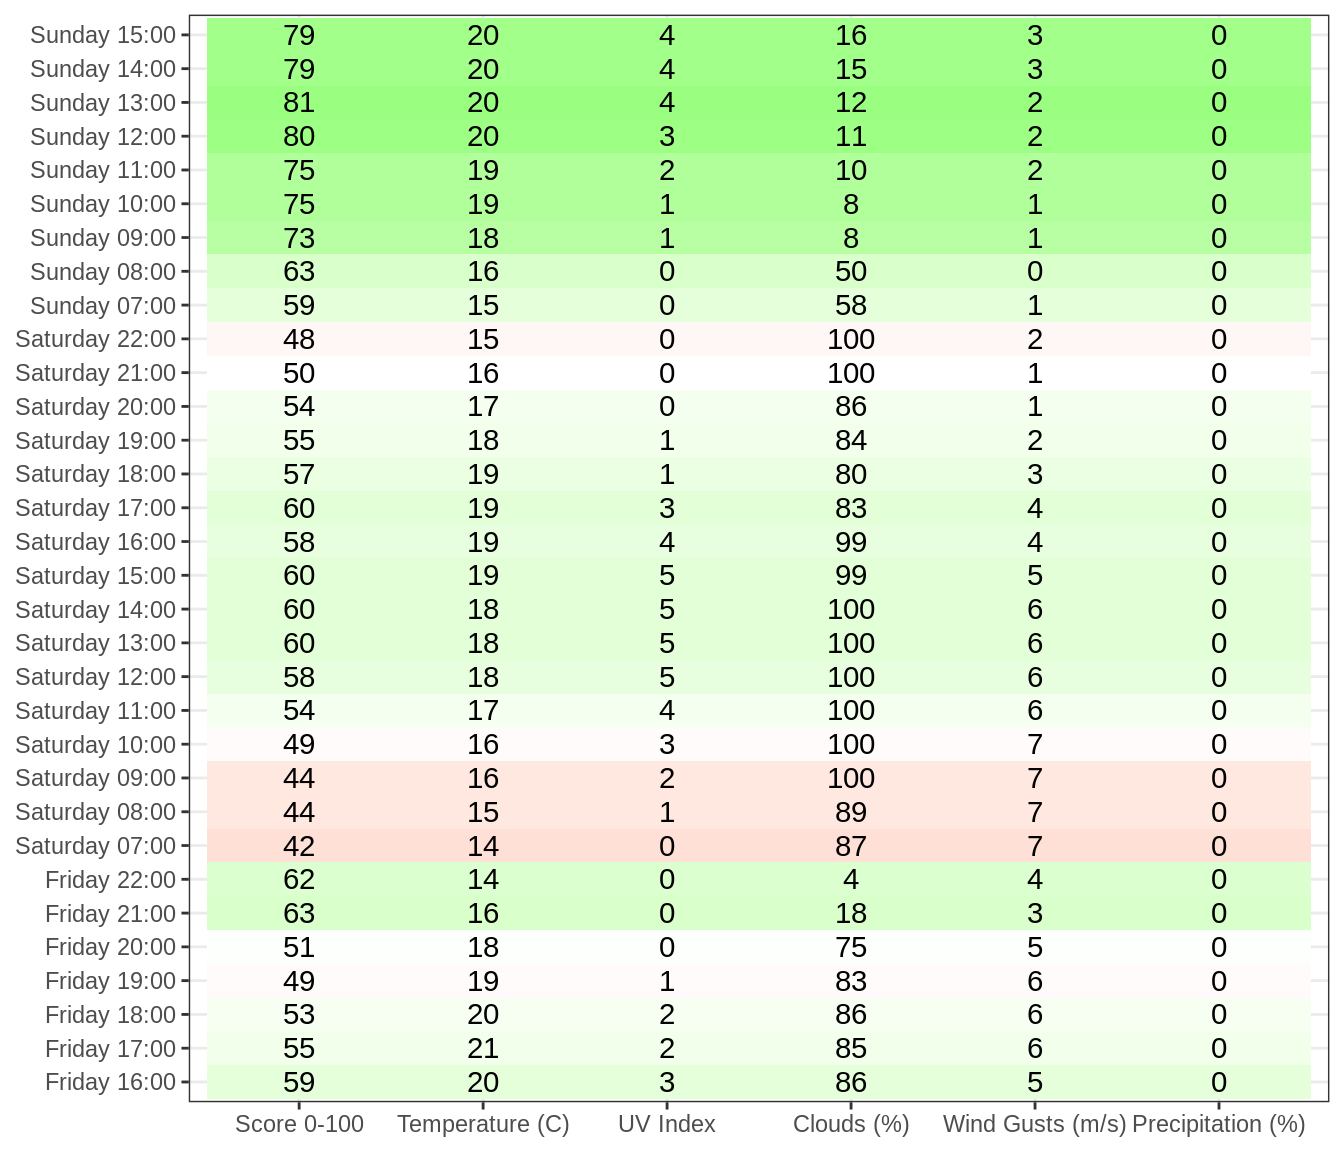 Sunday 15:00 79 20 4 16 3 0
Sunday 14:00 79 20 4 15 3 0
Sunday 13:00 81 20 4 12 2 0
Sunday 12:00 80 20 3 11 2 0
Sunday 11:00 75 19 2 10 2 0
Sunday 10:00 75 19 1 8 1 0
Sunday 09:00 73 18 1 8 1 0
Sunday 08:00 63 16 0 50 0 0
Sunday 07:00 59 15 0 58 1 0
Saturday 22:00 48 15 0 100 2 0
Saturday 21:00 50 16 0 100 1 0
Saturday 20:00 54 17 0 86 1 0
Saturday 19:00 55 18 1 84 2 0
Saturday 18:00 57 19 1 80 3 0
Saturday 17:00 60 19 3 83 4 0
Saturday 16:00 58 19 4 99 4 0
Saturday 15:00 60 19 5 99 5 0
Saturday 14:00 60 18 5 100 6 0
Saturday 13:00 60 18 5 100 6 0
Saturday 12:00 58 18 5 100 6 0
Saturday 11:00 54 17 4 100 6 0
Saturday 10:00 49 16 3 100 7 0
Saturday 09:00 44 16 2 100 7 0
Saturday 08:00 44 15 1 89 7 0
Saturday 07:00 42 14 0 87 7 0
Friday 22:00 62 14 0 4 4 0
Friday 21:00 63 16 0 18 3 0
Friday 20:00 51 18 0 75 5 0
Friday 19:00 49 19 1 83 6 0
Friday 18:00 53 20 2 86 6 0
Friday 17:00 55 21 2 85 6 0
Friday 16:00 59 20 3 86 5 0
Score 0-100 Temperature (C) UV Index Clouds (%) Wind Gusts (m/s) Precipitation (%)